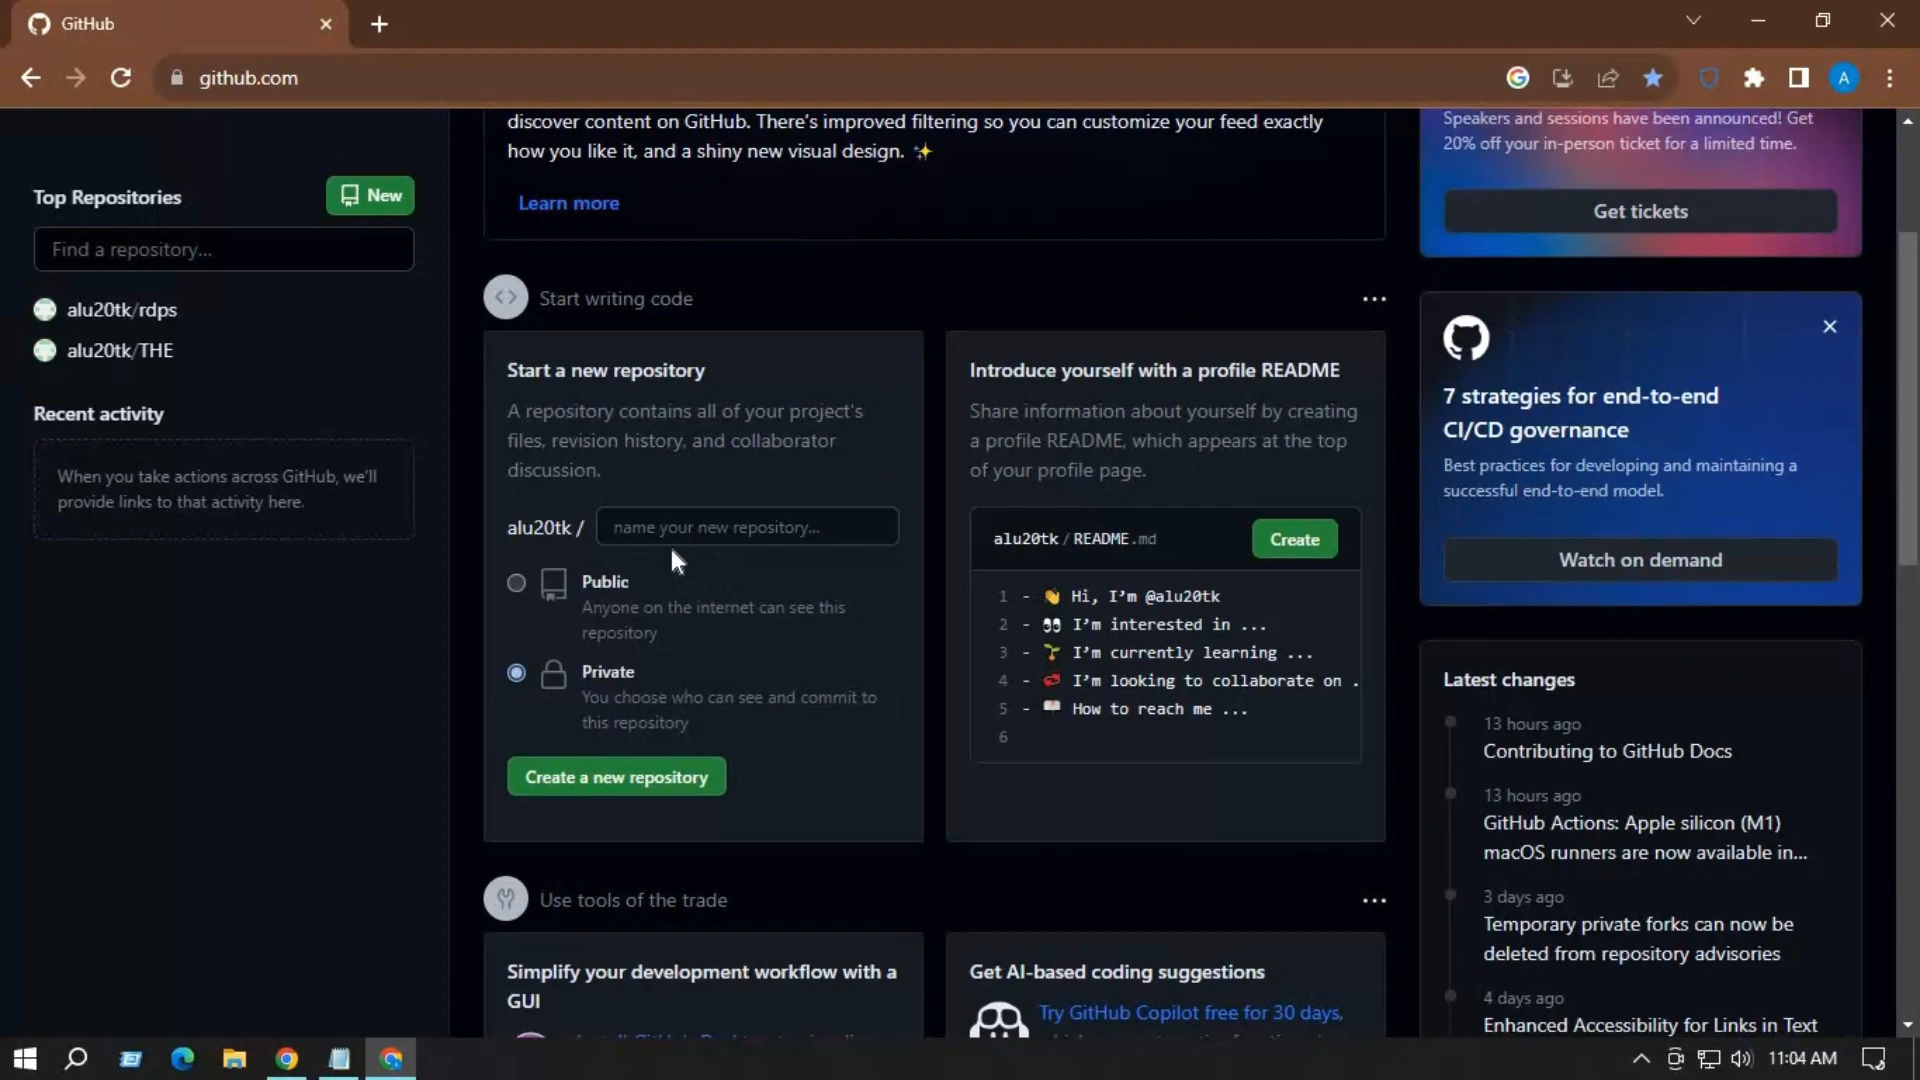 GitHub
github.com
A
Top Repositories
New
Find a repository...
alu20tk/rdps
alu20tk/THE
Recent activity
When you take actions across GitHub, we'll
provide links to that activity here.
discover content on GitHub. There's improved filtering so you can customize your feed exactly
how you like it, and a shiny new visual design. ✨
Learn more
Start writing code
Start a new repository
A repository contains all of your project's
files, revision history, and collaborator
discussion.
alu20tk /
name your new repository...
Public
Anyone on the internet can see this
repository
Private
You choose who can see and commit to
this repository
Create a new repository
Introduce yourself with a profile README
Share information about yourself by creating
a profile README, which appears at the top
of your profile page.
alu20tk / README.md
Create
1 - 👋 Hi, I'm @alu20tk
2 - 👀 I'm interested in ...
3 - 🌱 I'm currently learning ...
4 - 💞️ I'm looking to collaborate on .
5 - 📫 How to reach me ...
6
Use tools of the trade
Simplify your development workflow with a
GUI
Get AI-based coding suggestions
Try GitHub Copilot free for 30 days,
Speakers and sessions have been announced! Get
20% off your in-person ticket for a limited time.
Get tickets
7 strategies for end-to-end
CI/CD governance
Best practices for developing and maintaining a
successful end-to-end model.
Watch on demand
Latest changes
13 hours ago
Contributing to GitHub Docs
13 hours ago
GitHub Actions: Apple silicon (M1)
macOS runners are now available in...
3 days ago
Temporary private forks can now be
deleted from repository advisories
4 days ago
Enhanced Accessibility for Links in Text
11:04 AM